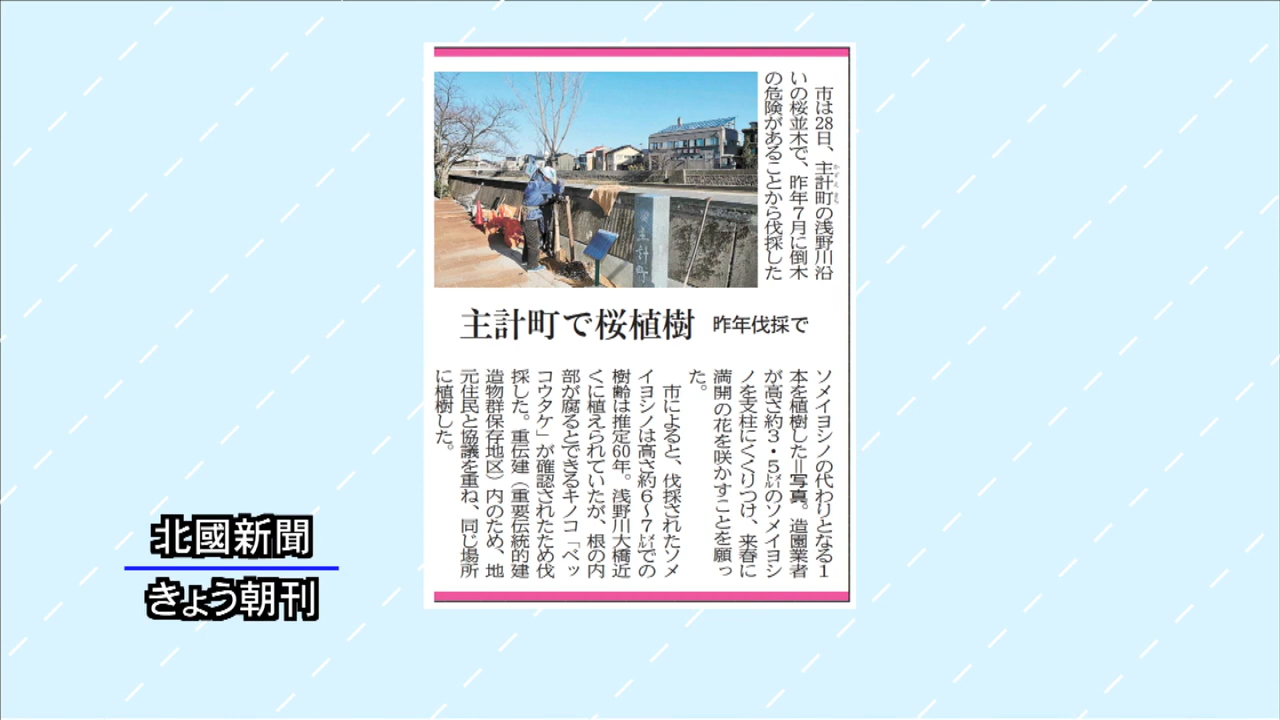 市は28日、主計町の浅野川沿
いの桜並木で、昨年7月に倒木
の危険があることから伐採した
かずえまち
主計町
主計町で桜植樹
昨年伐採で
ソメイヨシノの代わりとなる1
本を植樹した=写真。造園業者
が高さ約3・5㍍のソメイヨシ
ノを支柱にくくりつけ、来春に
満開の花を咲かすことを願っ
た。
市によると、伐採されたソメ
イヨシノは高さ約6~7㍍での
樹齢は推定60年。浅野川大橋近
くに植えられていたが、根の内
部が腐るとできるキノコ「ベッ
コウタケ」が確認されたため伐
採した。重伝建(重要伝統的建
造物群保存地区)内のため、地
元住民と協議を重ね、同じ場所
に植樹した。
北國新聞
きょう朝刊